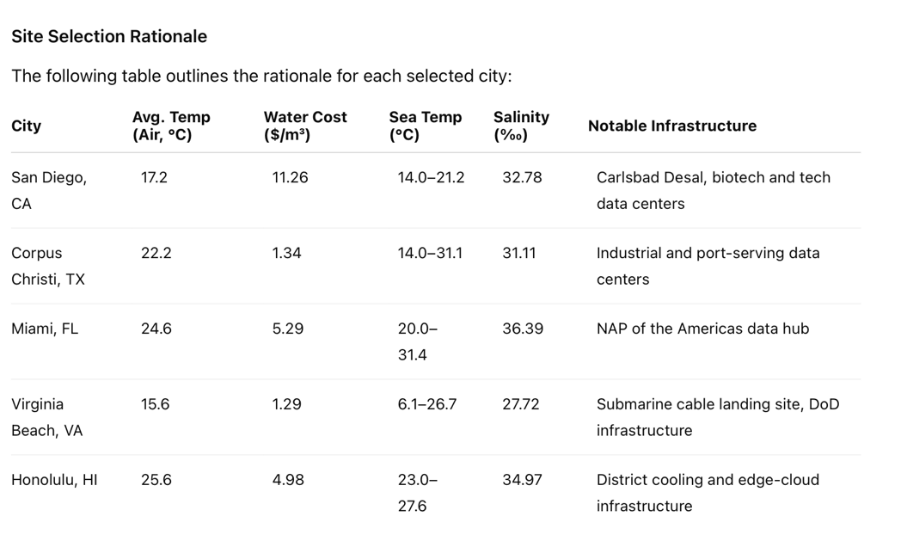 Site Selection Rationale
The following table outlines the rationale for each selected city:
City Avg. Temp (Air, °C) Water Cost ($/m³) Sea Temp (°C) Salinity (‰) Notable Infrastructure
San Diego, CA 17.2 11.26 14.0–21.2 32.78 Carlsbad Desal, biotech and tech data centers
Corpus Christi, TX 22.2 1.34 14.0–31.1 31.11 Industrial and port-serving data centers
Miami, FL 24.6 5.29 20.0–31.4 36.39 NAP of the Americas data hub
Virginia Beach, VA 15.6 1.29 6.1–26.7 27.72 Submarine cable landing site, DoD infrastructure
Honolulu, HI 25.6 4.98 23.0–27.6 34.97 District cooling and edge-cloud infrastructure